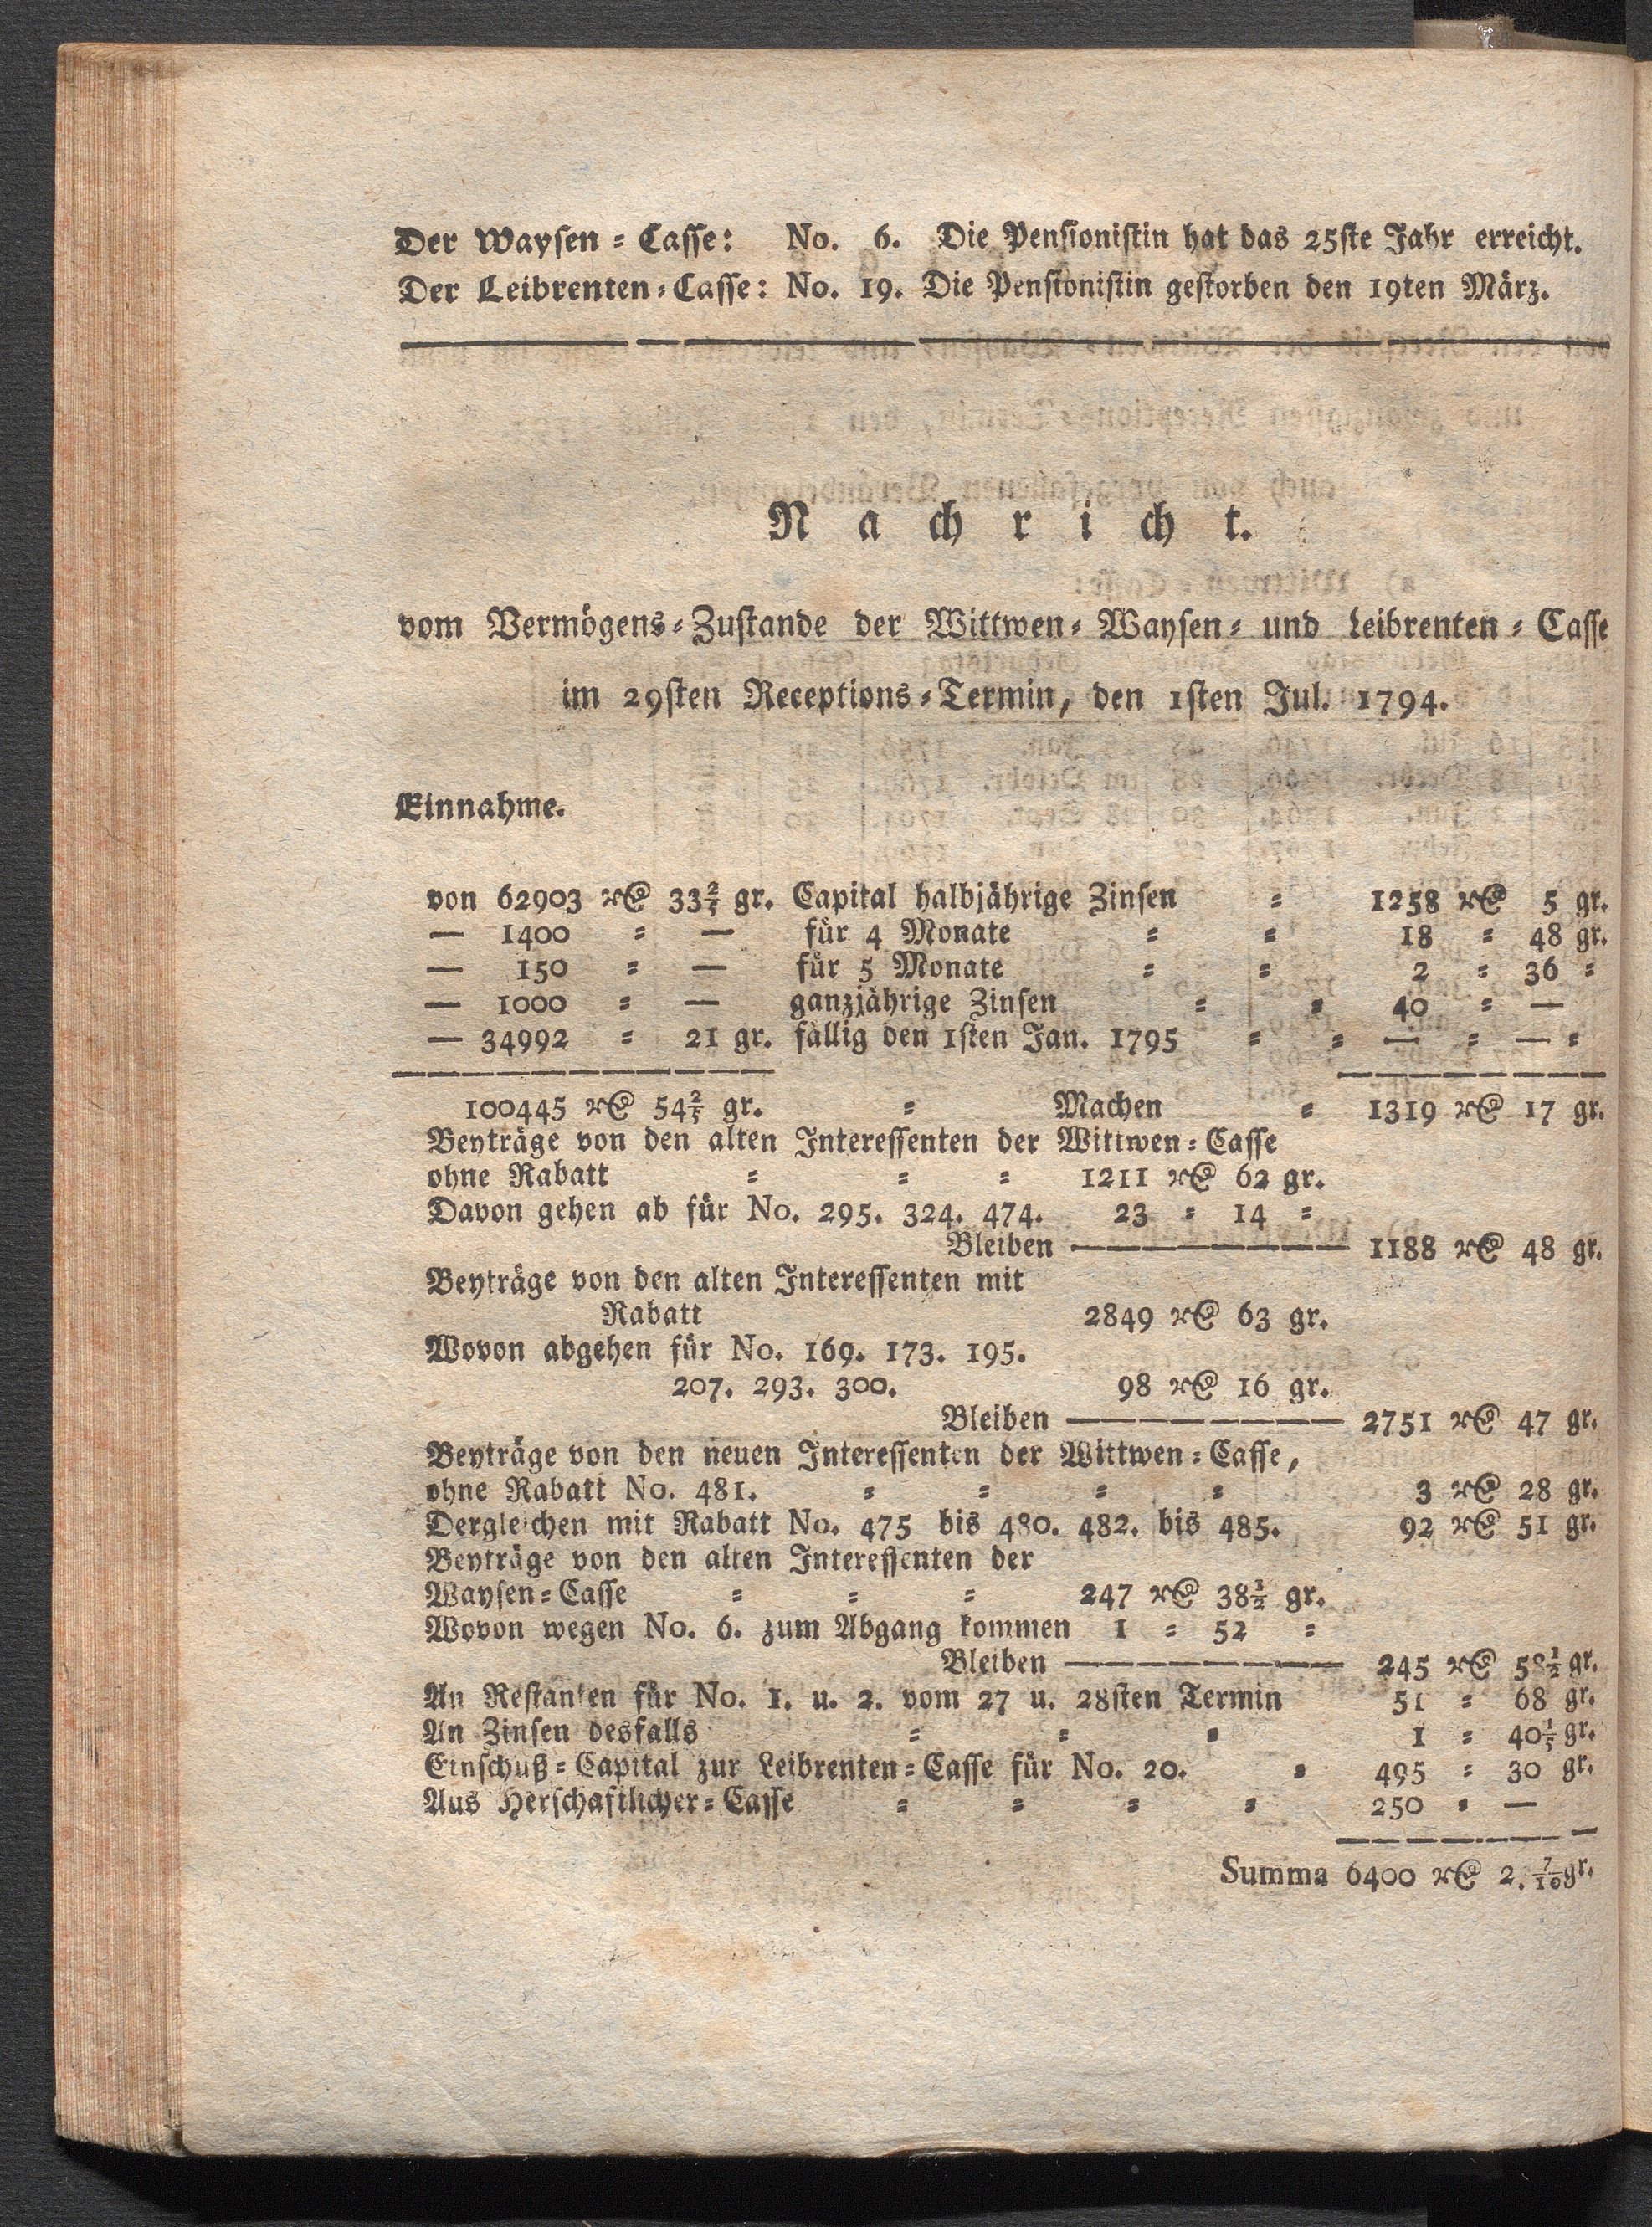 Der Waysen-Casse: No. 6. Die Pensionistin hat das 25ste Jahr erreicht.
Der Leibrenten-Casse: No. 19. Die Pensionistin gestorben den 19ten März.
Nachricht.
vom Vermögens-Zustande der Wittwen- Waysen- und Leibrenten-Casse
im 29sten Receptions-Termin, den 1sten Jul. 1794.
Einnahme.
von 62903 r℔ 33⅖ gr. Capital halbjährige Zinsen = 1258 r℔ 5 gr.
— 1400 = — für 4 Monate = = 18 = 48 gr.
— 150 = — für 5 Monate = = 2 = 36 =
— 1000 = — ganzjährige Zinsen = = 40 = —
— 34992 = 21 gr. fällig den 1sten Jan. 1795 = = — = — =
100445 r℔ 54⅖ gr. = Machen = 1319 r℔ 17 gr.
Beyträge von den alten Interessenten der Wittwen-Casse
ohne Rabatt = = = 1211 r℔ 62 gr.
Davon gehen ab für No. 295. 324. 474. 23 = 14 =
Bleiben ———————— 1188 r℔ 48 gr.
Beyträge von den alten Interessenten mit
Rabatt 2849 r℔ 63 gr.
Wovon abgehen für No. 169. 173. 195.
207. 293. 300. 98 r℔ 16 gr.
Bleiben ———————— 2751 r℔ 47 gr.
Beyträge von den neuen Interessenten der Wittwen-Casse,
ohne Rabatt No. 481. = = = = 3 r℔ 28 gr.
Dergleichen mit Rabatt No. 475 bis 480. 482. bis 485. 92 r℔ 51 gr.
Beyträge von den alten Interessenten der
Waysen-Casse = = = 247 r℔ 38½ gr.
Wovon wegen No. 6. zum Abgang kommen 1 = 52 =
Bleiben ———————— 245 r℔ 58½ gr.
An Restanten für No. 1. u. 2. vom 27 u. 28sten Termin 51 = 68 gr.
An Zinsen desfalls = = = 1 = 40⅕ gr.
Einschuß-Capital zur Leibrenten-Casse für No. 20. = 495 = 30 gr.
Aus Herschaftlicher-Casse = = = = 250 = —
Summa 6400 r℔ 2. 7/10 gr.